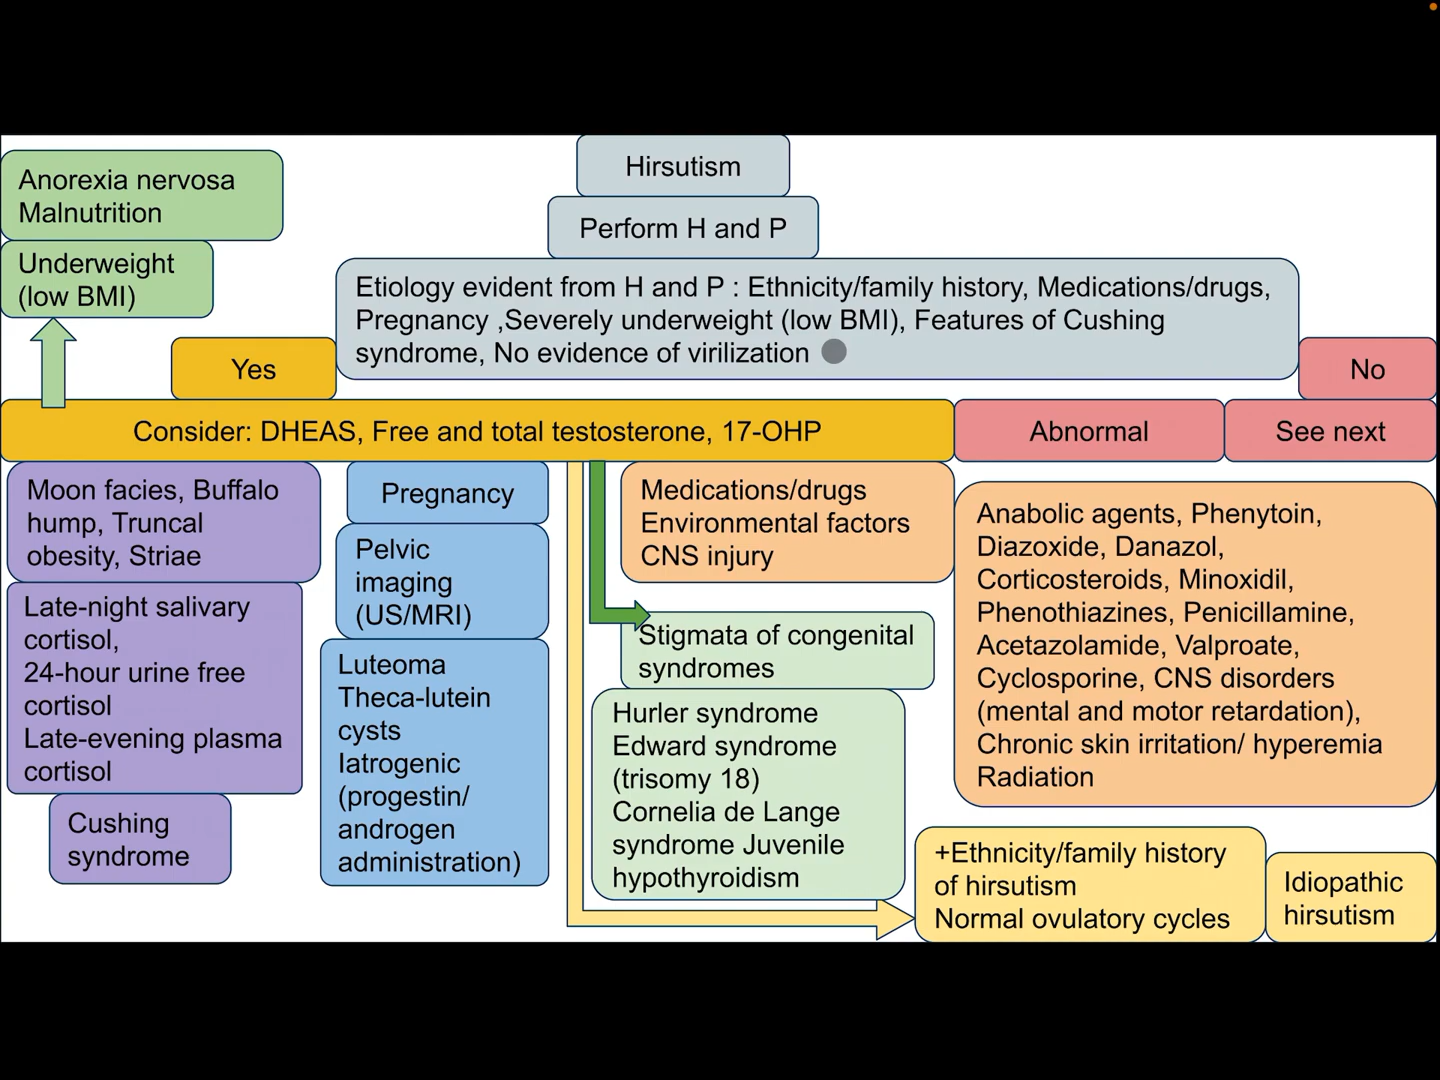 Hirsutism
Perform H and P
Anorexia nervosa
Malnutrition
Underweight
(low BMI)
Etiology evident from H and P : Ethnicity/family history, Medications/drugs,
Pregnancy ,Severely underweight (low BMI), Features of Cushing
syndrome, No evidence of virilization
Yes
No
Consider: DHEAS, Free and total testosterone, 17-OHP
Abnormal
See next
Moon facies, Buffalo
hump, Truncal
obesity, Striae
Late-night salivary
cortisol,
24-hour urine free
cortisol
Late-evening plasma
cortisol
Cushing
syndrome
Pregnancy
Pelvic
imaging
(US/MRI)
Luteoma
Theca-lutein
cysts
Iatrogenic
(progestin/
androgen
administration)
Medications/drugs
Environmental factors
CNS injury
Stigmata of congenital
syndromes
Hurler syndrome
Edward syndrome
(trisomy 18)
Cornelia de Lange
syndrome Juvenile
hypothyroidism
Anabolic agents, Phenytoin,
Diazoxide, Danazol,
Corticosteroids, Minoxidil,
Phenothiazines, Penicillamine,
Acetazolamide, Valproate,
Cyclosporine, CNS disorders
(mental and motor retardation),
Chronic skin irritation/ hyperemia
Radiation
+Ethnicity/family history
of hirsutism
Normal ovulatory cycles
Idiopathic
hirsutism